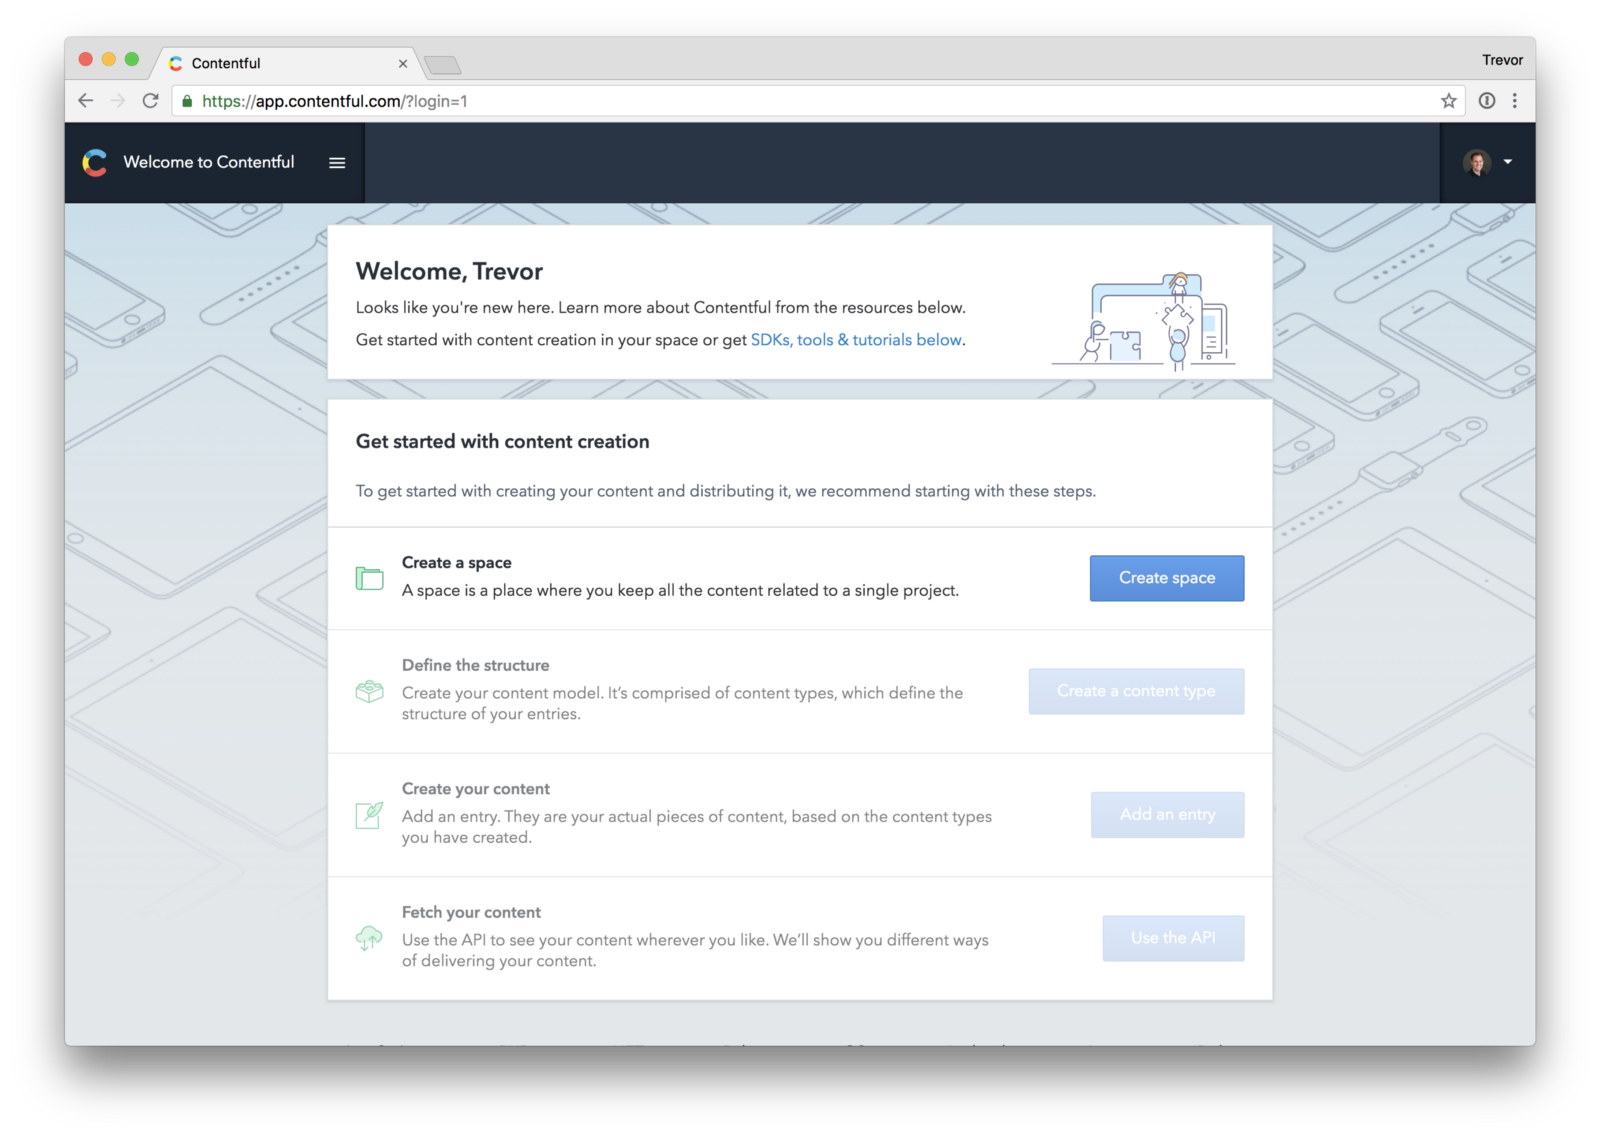 Contentful
Trevor
https://app.contentful.com/?login=1
Welcome to Contentful
Welcome, Trevor
Looks like you're new here. Learn more about Contentful from the resources below.
Get started with content creation in your space or get SDKs, tools & tutorials below.
Get started with content creation
To get started with creating your content and distributing it, we recommend starting with these steps.
Create a space
A space is a place where you keep all the content related to a single project.
Create space
Define the structure
Create your content model. It’s comprised of content types, which define the
structure of your entries.
Create a content type
Create your content
Add an entry. They are your actual pieces of content, based on the content types
you have created.
Add an entry
Fetch your content
Use the API to see your content wherever you like. We’ll show you different ways
of delivering your content.
Use the API